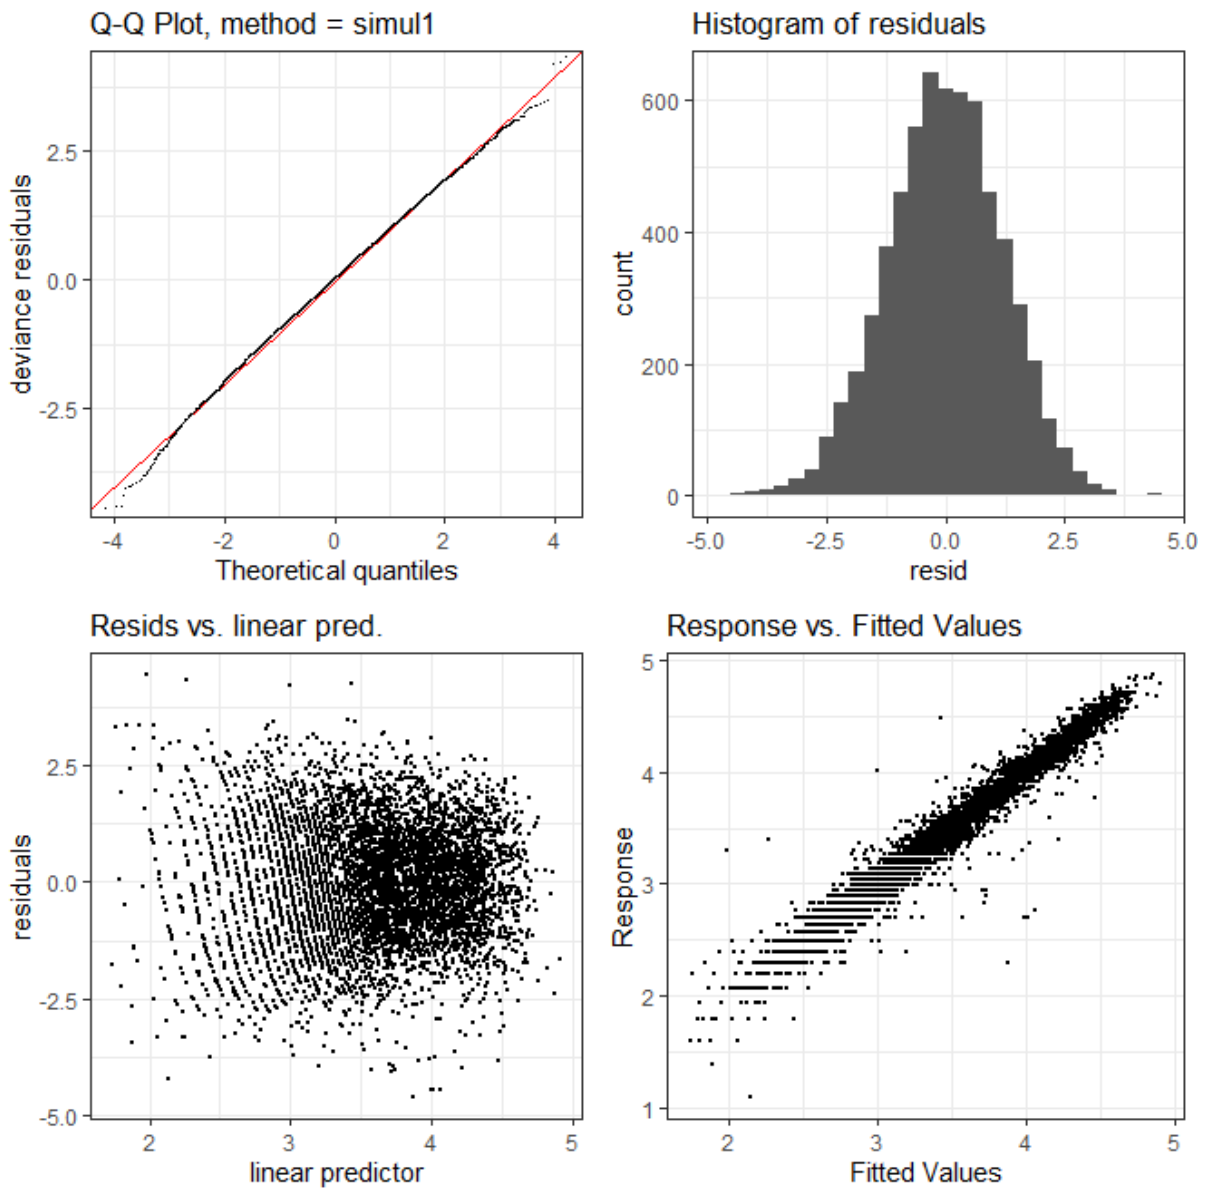 Q-Q Plot, method = simul1
deviance residuals
2.5
0.0
-2.5
-4
-2
0
2
4
Theoretical quantiles
Histogram of residuals
count
600
400
200
0
-5.0
-2.5
0.0
2.5
5.0
resid
Resids vs. linear pred.
residuals
2.5
0.0
-2.5
-5.0
2
3
4
5
linear predictor
Response vs. Fitted Values
Response
5
4
3
2
1
2
3
4
5
Fitted Values